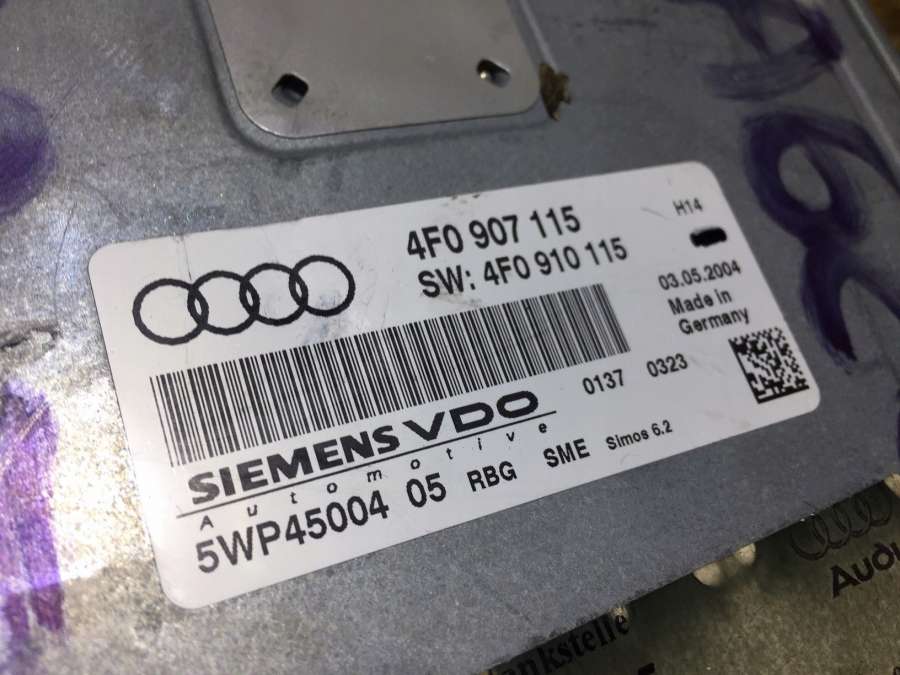 4F0 907 115
SW: 4F0 910 115
H14
03.05.2004
Made in
Germany
0137 0323
SIEMENS VDO
Automotive
5WP45004 05 RBG SME Simos 6.2
Audi